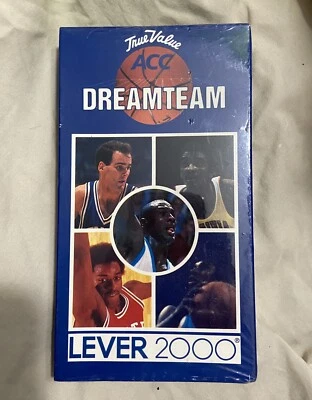 True Value
ACC
DREAMTEAM
LEVER 2000®